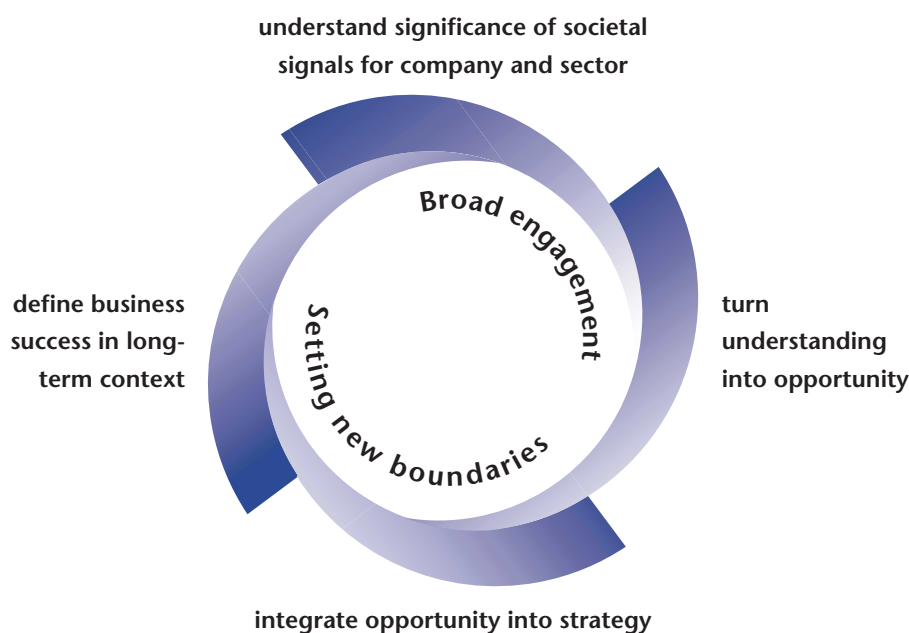 understand significance of societal
signals for company and sector
Broad engagement
turn
understanding
into opportunity
Setting new boundaries
define business
success in long-
term context
integrate opportunity into strategy